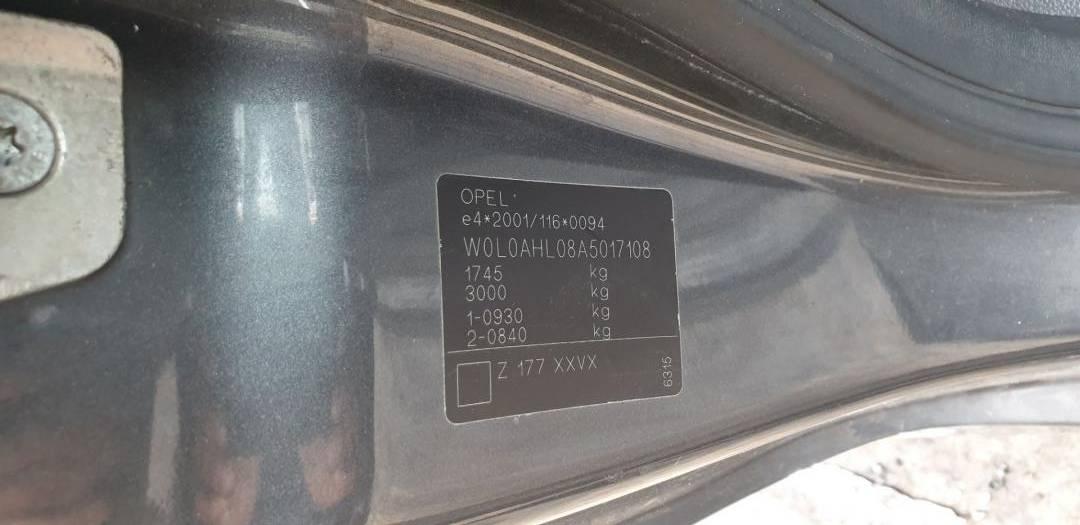 OPEL
e4*2001/116*0094
W0L0AHL08A5017108
1745 kg
3000 kg
1-0930 kg
2-0840 kg
Z 177 XXVX
6315